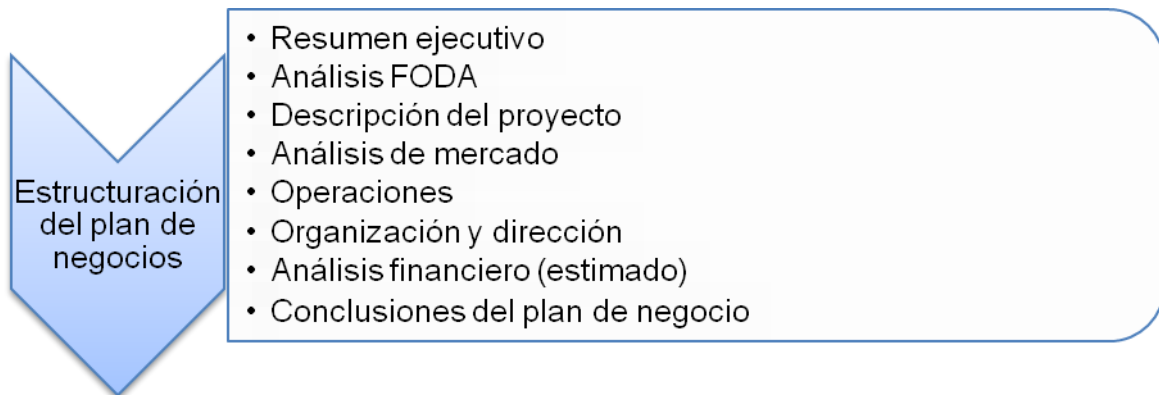 Estructuración
del plan de
negocios
• Resumen ejecutivo
• Análisis FODA
• Descripción del proyecto
• Análisis de mercado
• Operaciones
• Organización y dirección
• Análisis financiero (estimado)
• Conclusiones del plan de negocio